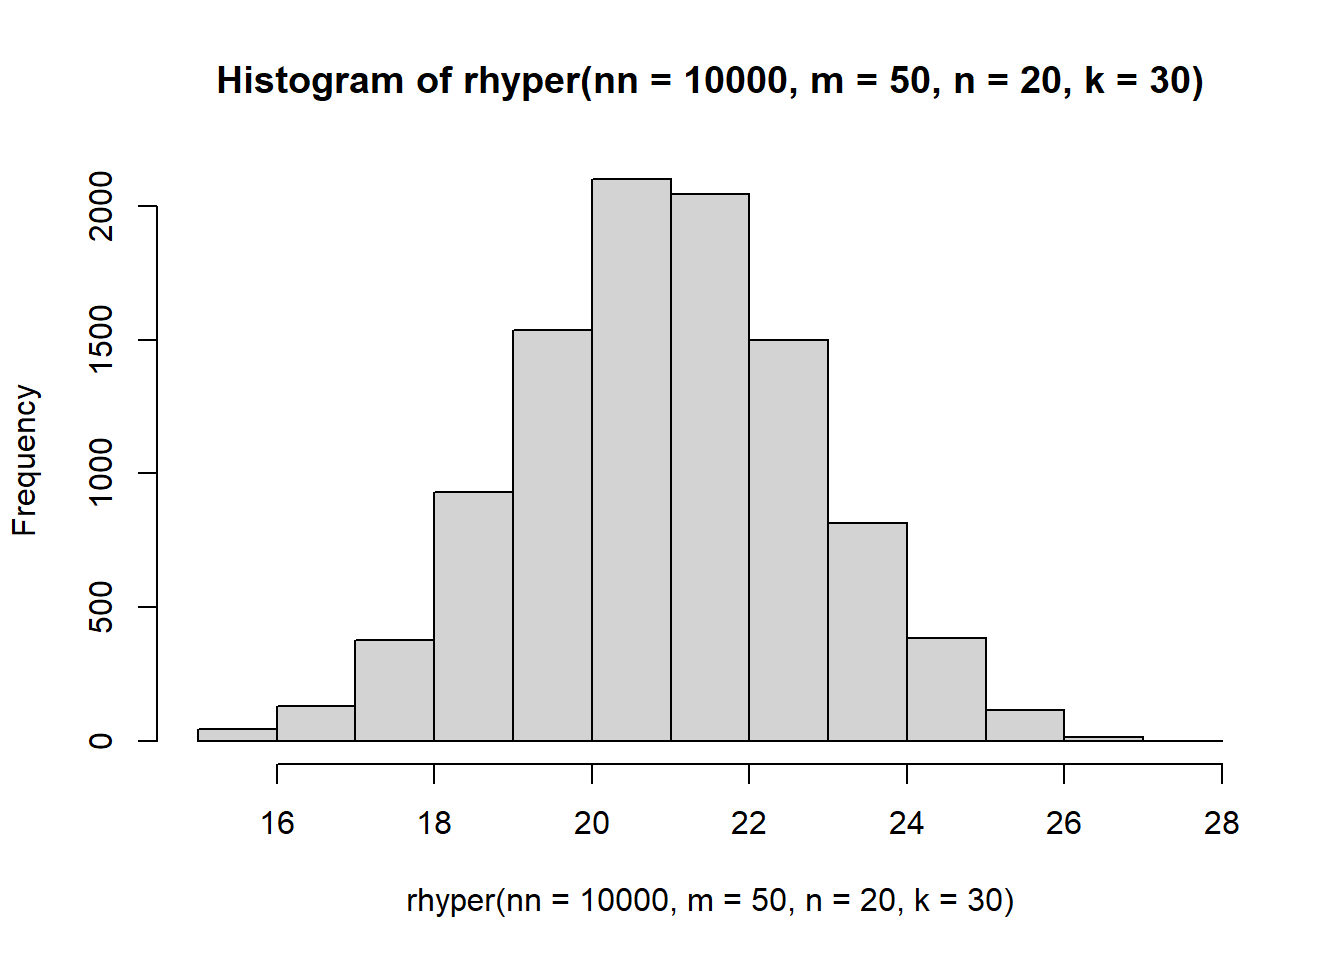 Histogram of rhyper(nn = 10000, m = 50, n = 20, k = 30)
Frequency
2000
1500
1000
500
0
16 18 20 22 24 26 28
rhyper(nn = 10000, m = 50, n = 20, k = 30)